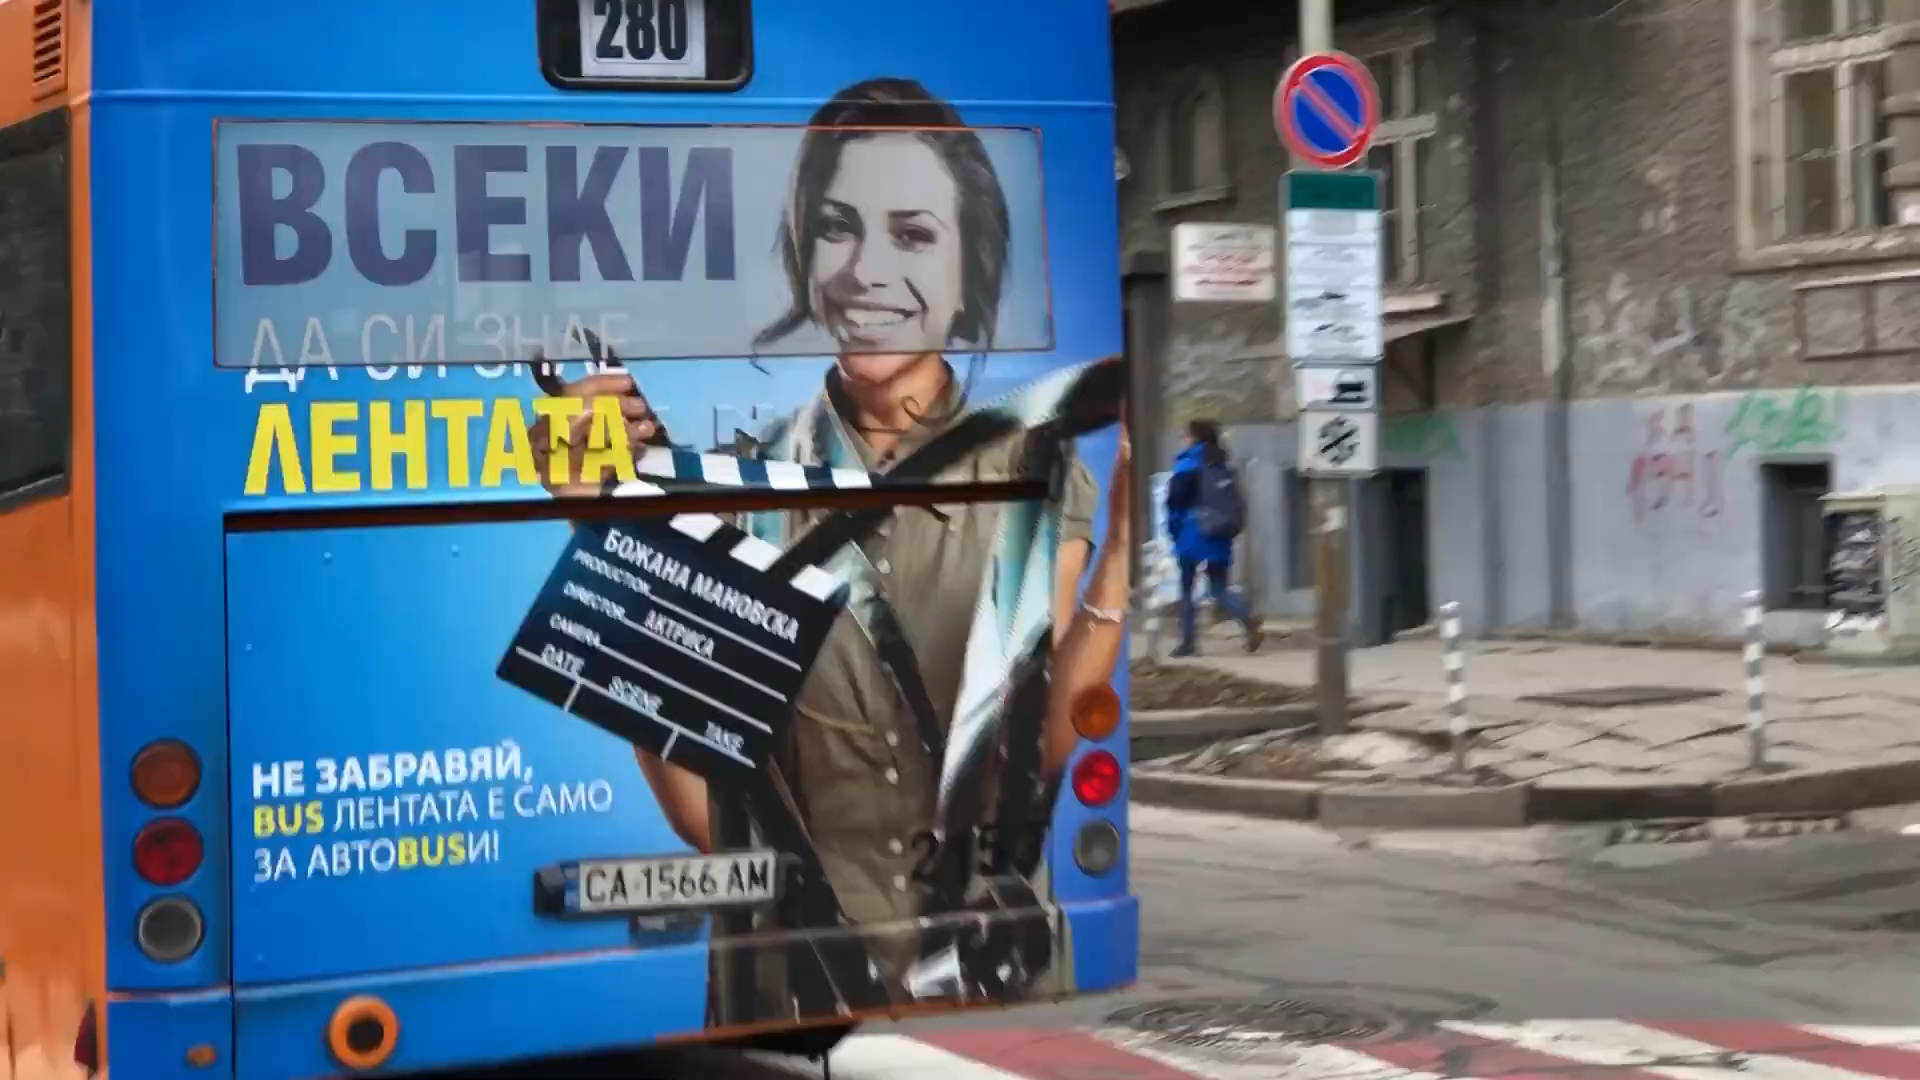 280
ВСЕКИ
ДА СИ ЗНАЕ
ЛЕНТАТА
БОЖАНА МАНОВСКА
PRODUCTION
DIRECTOR АКТРИСА
CAMERA
DATE SCENE TAKE
НЕ ЗАБРАВЯЙ,
BUS ЛЕНТАТА Е САМО
ЗА АВТОBUSИ!
CA 1566 AM